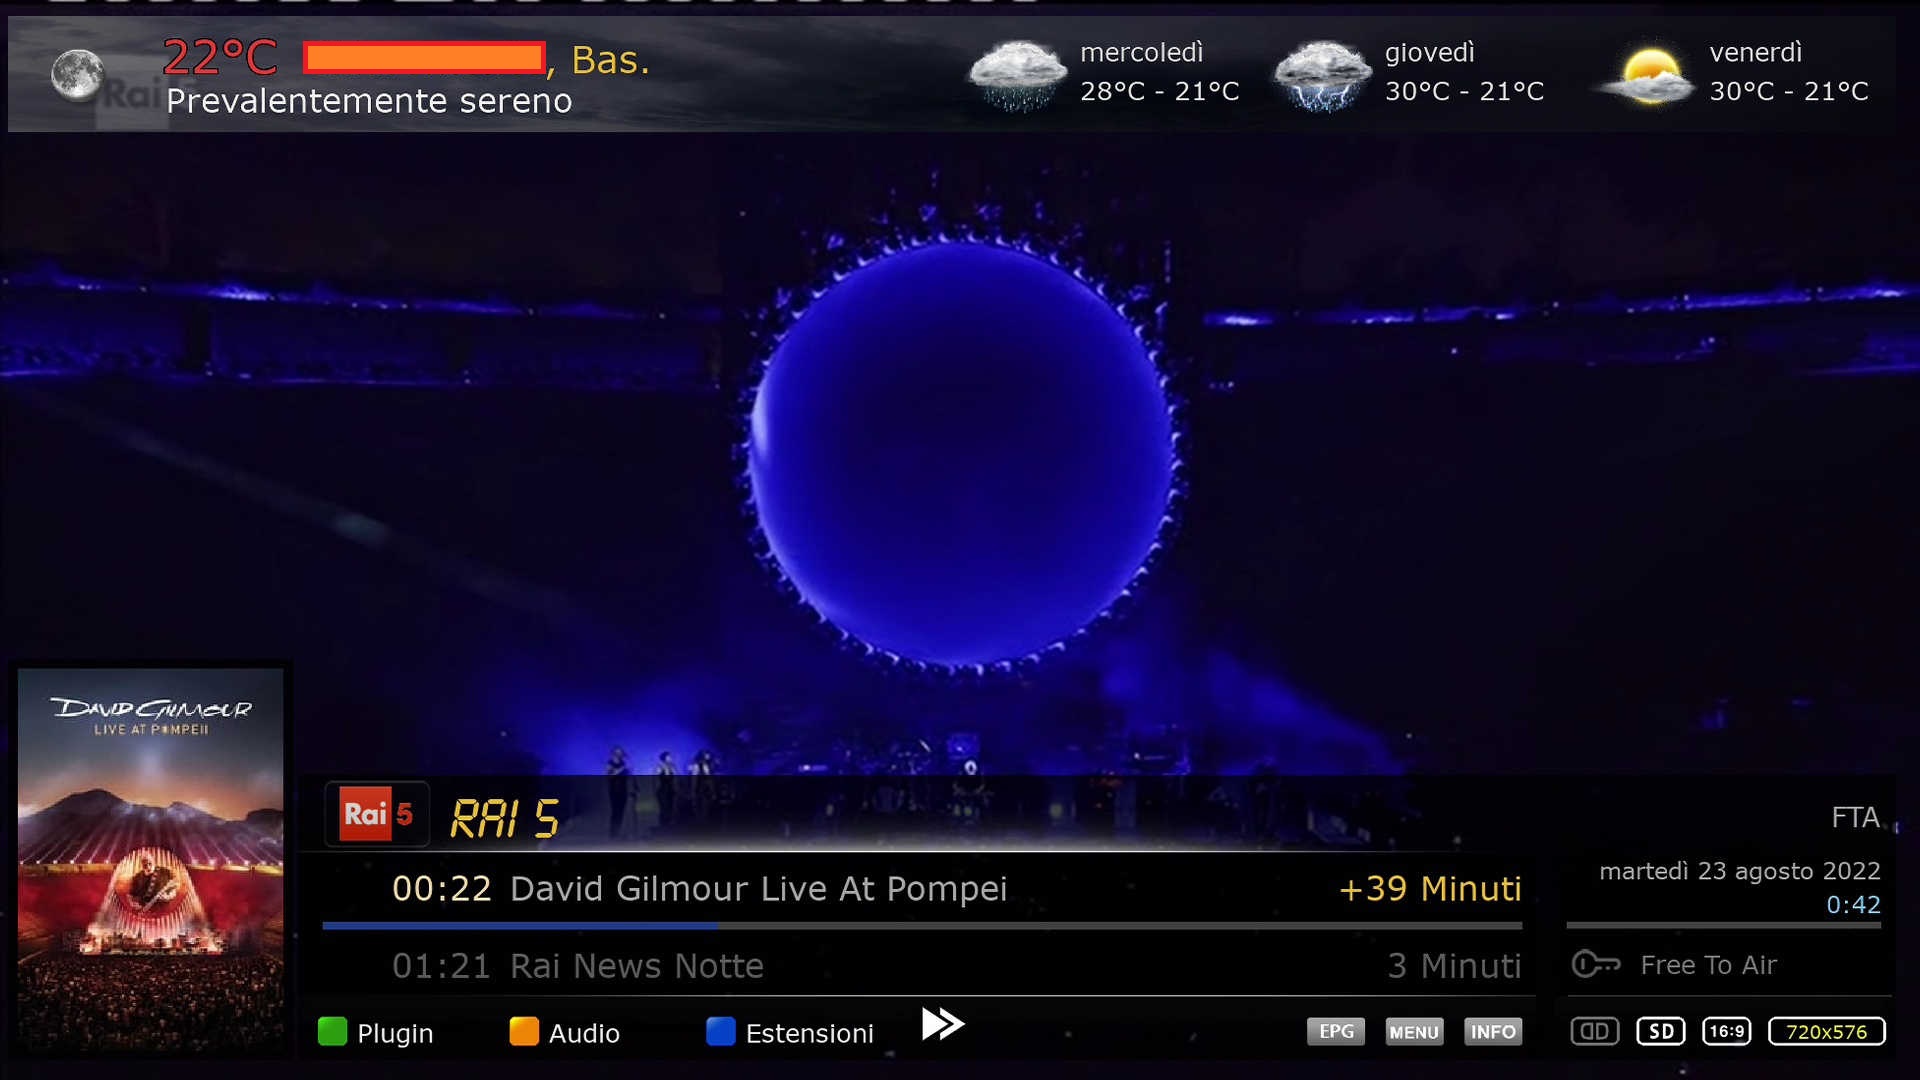 22°C , Bas.
Prevalentemente sereno
Rai
mercoledì
28°C - 21°C
giovedì
30°C - 21°C
venerdì
30°C - 21°C
DAVID GILMOUR
LIVE AT POMPEII
Rai 5
RAI 5
FTA
00:22 David Gilmour Live At Pompei +39 Minuti
martedì 23 agosto 2022
0:42
01:21 Rai News Notte 3 Minuti
Free To Air
Plugin Audio Estensioni EPG MENU INFO
SD 16:9 720x576